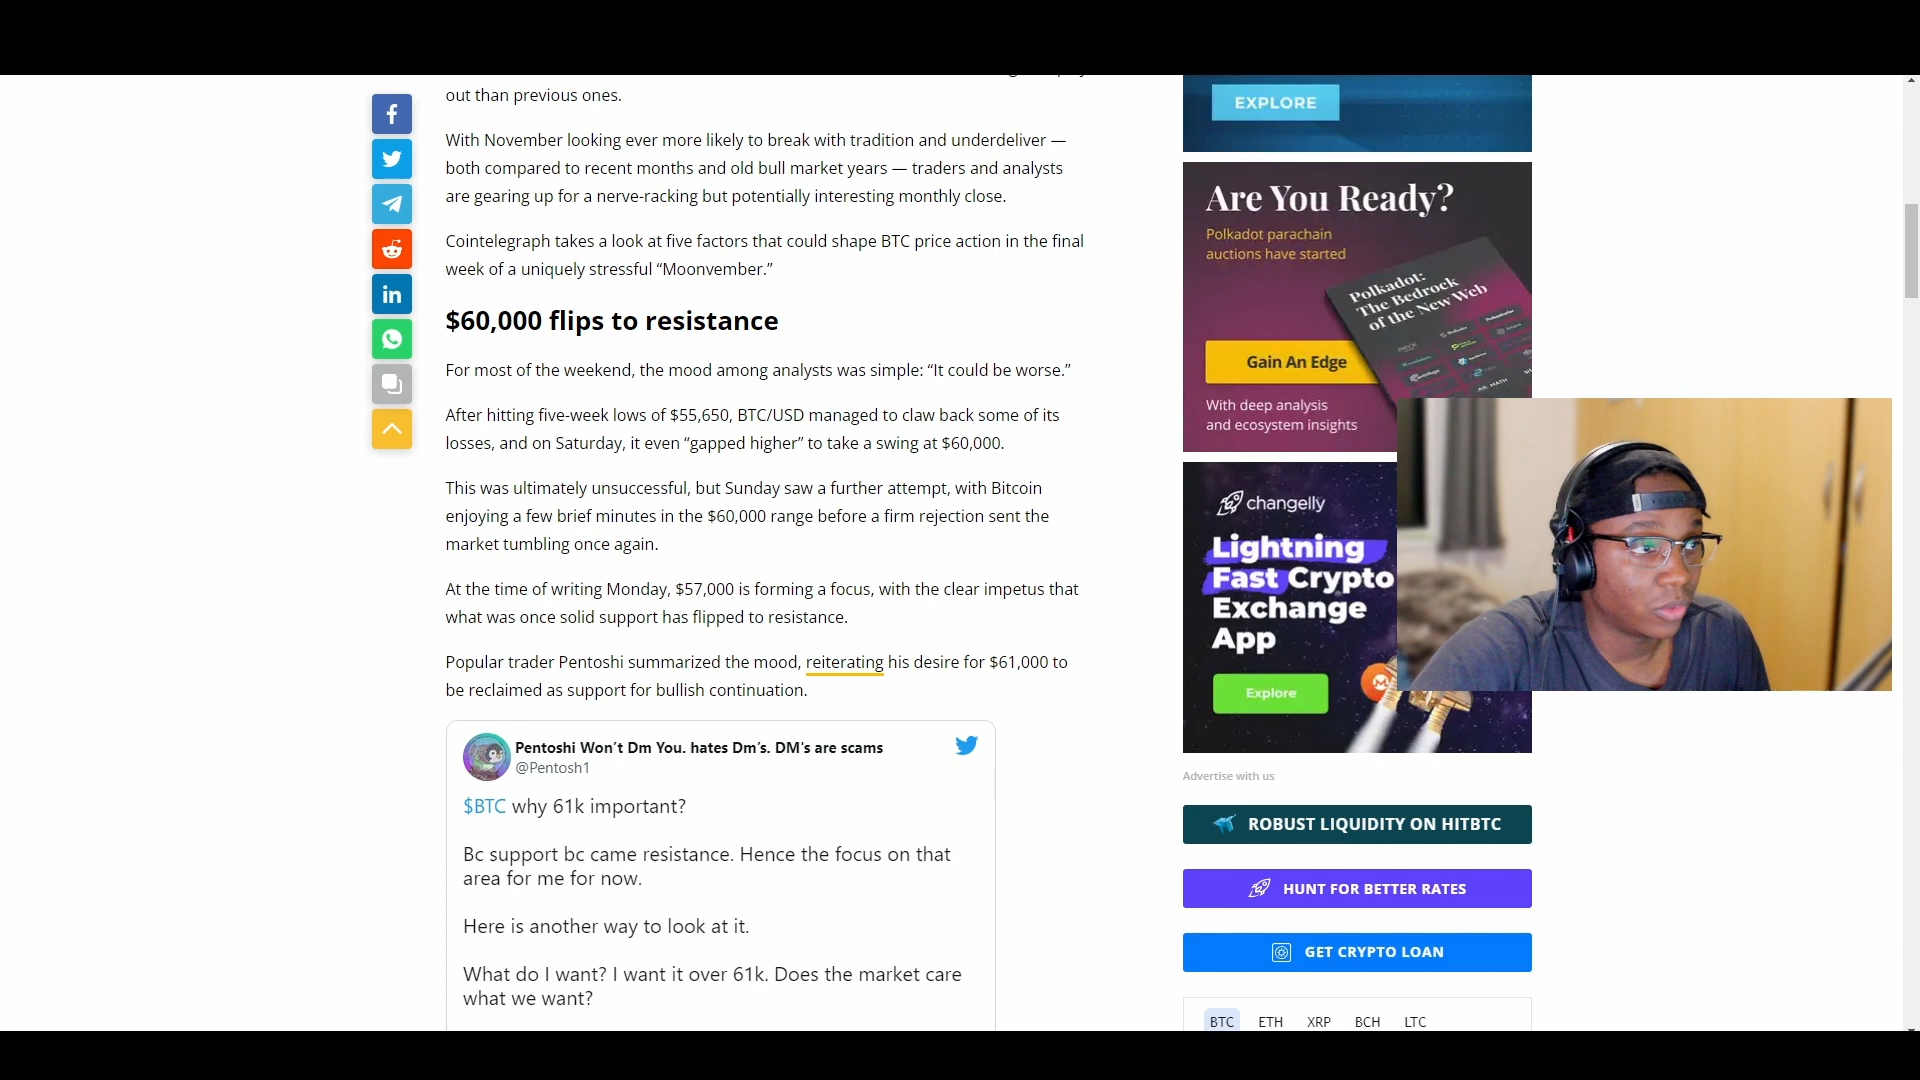 out than previous ones.
With November looking ever more likely to break with tradition and underdeliver —
both compared to recent months and old bull market years — traders and analysts
are gearing up for a nerve-racking but potentially interesting monthly close.
Cointelegraph takes a look at five factors that could shape BTC price action in the final
week of a uniquely stressful “Moonvember.”
$60,000 flips to resistance
For most of the weekend, the mood among analysts was simple: “It could be worse.”
After hitting five-week lows of $55,650, BTC/USD managed to claw back some of its
losses, and on Saturday, it even “gapped higher” to take a swing at $60,000.
This was ultimately unsuccessful, but Sunday saw a further attempt, with Bitcoin
enjoying a few brief minutes in the $60,000 range before a firm rejection sent the
market tumbling once again.
At the time of writing Monday, $57,000 is forming a focus, with the clear impetus that
what was once solid support has flipped to resistance.
Popular trader Pentoshi summarized the mood, reiterating his desire for $61,000 to
be reclaimed as support for bullish continuation.
Pentoshi Won’t Dm You. hates Dm’s. DM's are scams
@Pentosh1
$BTC why 61k important?
Bc support bc came resistance. Hence the focus on that
area for me for now.
Here is another way to look at it.
What do I want? I want it over 61k. Does the market care
what we want?
EXPLORE
Are You Ready?
Polkadot parachain
auctions have started
Polkadot:
The Bedrock
of the New Web
Gain An Edge
With deep analysis
and ecosystem insights
changelly
Lightning
Fast Crypto
Exchange
App
Explore
Advertise with us
ROBUST LIQUIDITY ON HITBTC
HUNT FOR BETTER RATES
GET CRYPTO LOAN
BTC ETH XRP BCH LTC